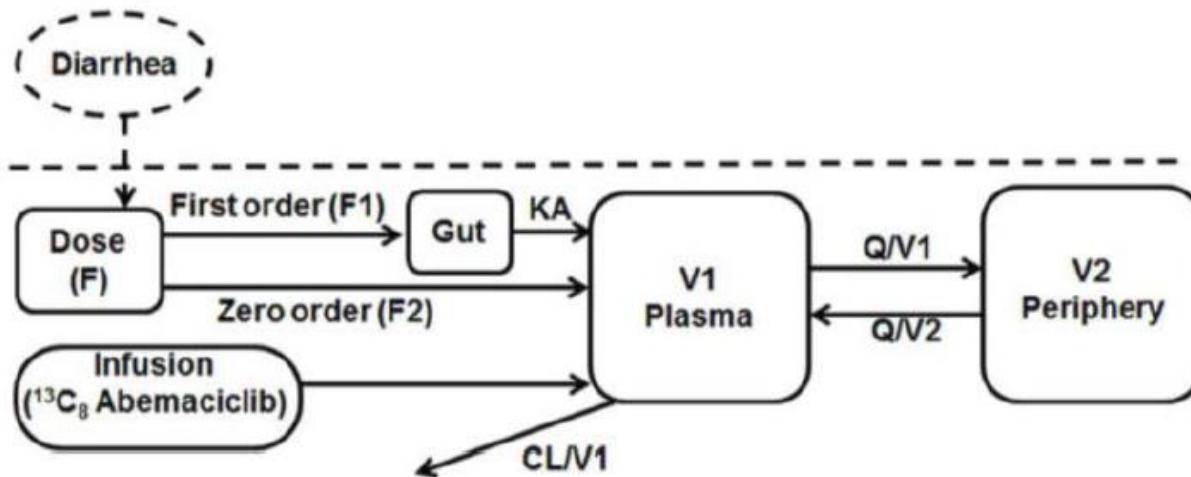 Diarrhea
First order (F1)
KA
Dose
(F)
Gut
Zero order (F2)
V1
Plasma
Q/V1
Q/V2
V2
Periphery
Infusion
(¹³C₈ Abemaciclib)
CL/V1